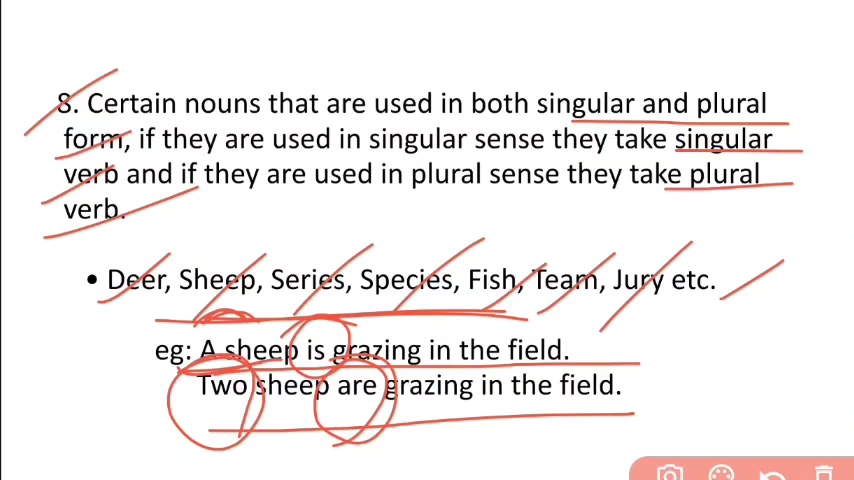 8. Certain nouns that are used in both singular and plural
form, if they are used in singular sense they take singular
verb and if they are used in plural sense they take plural
verb.
• Deer, Sheep, Series, Species, Fish, Team, Jury etc.
eg: A sheep is grazing in the field.
Two sheep are grazing in the field.